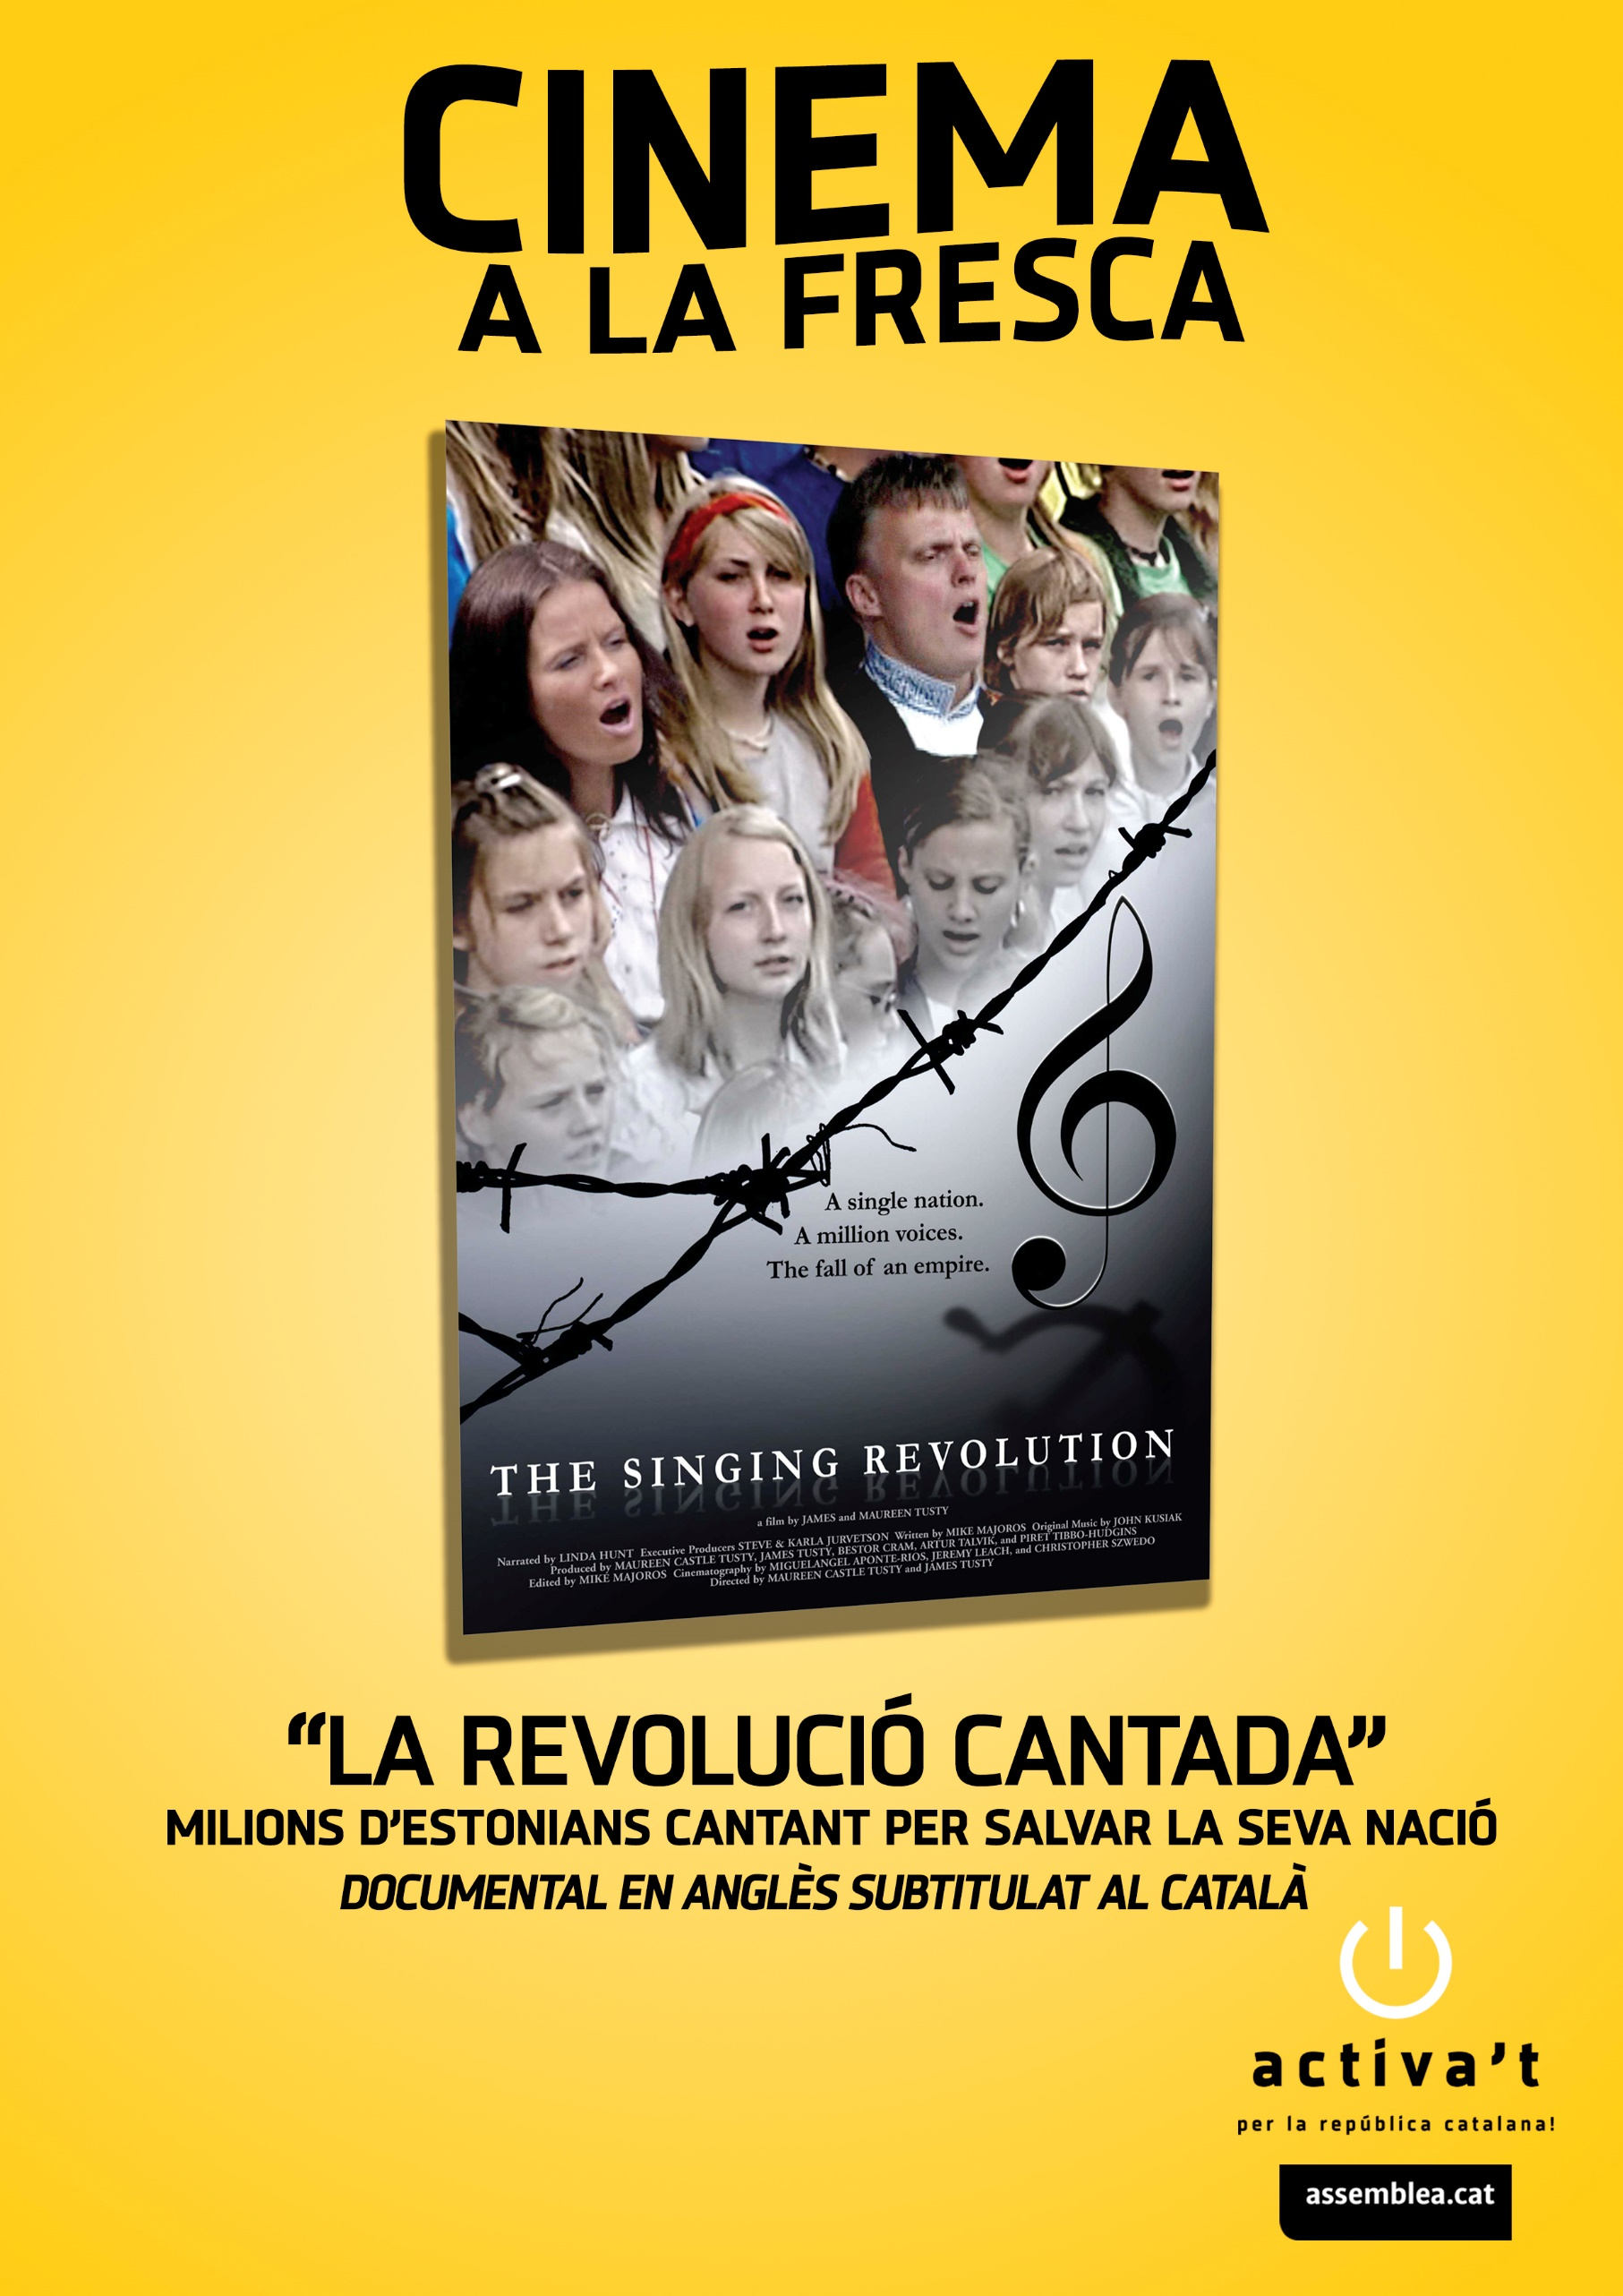 CINEMA
A LA FRESCA
A single nation.
A million voices.
The fall of an empire.
THE SINGING REVOLUTION
a film by JAMES and MAUREEN TUSTY
Narrated by LINDA HUNT Executive Producers STEVE & KARLA JURVETSON Written by MIKE MAJOROS Original Music by JOHN KUSIAK
Produced by MAUREEN CASTLE TUSTY, JAMES TUSTY, BESTOR CRAM, ARTUR TALVIK, and PIRET TIBBO-HUDGINS
Edited by MIKE MAJOROS Cinematography by MIGUELANGEL APONTE-RIOS, JEREMY LEACH, and CHRISTOPHER SZWEDO
Directed by MAUREEN CASTLE TUSTY and JAMES TUSTY
“LA REVOLUCIÓ CANTADA”
MILIONS D’ESTONIANS CANTANT PER SALVAR LA SEVA NACIÓ
DOCUMENTAL EN ANGLÈS SUBTITULAT AL CATALÀ
activa’t
per la república catalana!
assemblea.cat